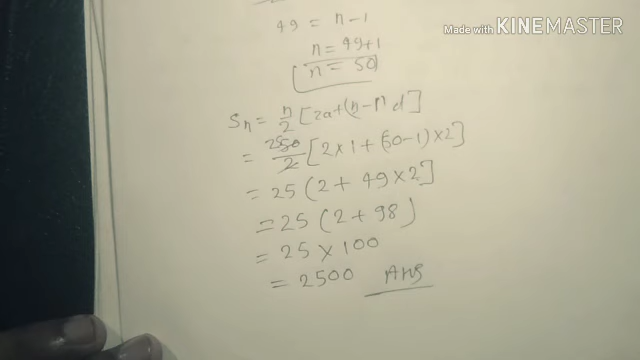 Made with KINEMASTER
49 = n-1
n = 49+1
n = 50
Sn = n/2 [2a+(n-1)d]
= 25 50/2 [2×1+(50-1)×2]
= 25 (2+ 49×2]
= 25 (2+98)
= 25 × 100
= 2500 Ans